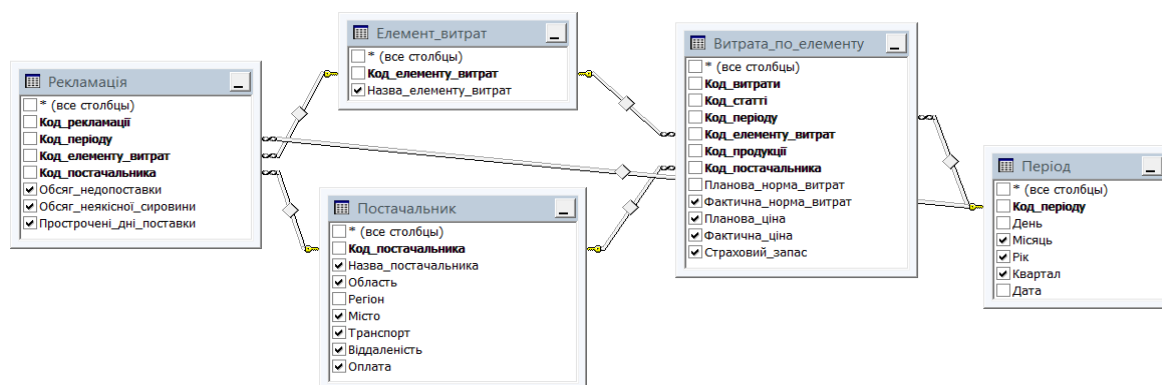 Рекламація
* (все столбцы)
Код_рекламації
Код_періоду
Код_елементу_витрат
Код_постачальника
Обсяг_недопоставки
Обсяг_неякісної_сировини
Прострочені_дні_поставки
Елемент_витрат
* (все столбцы)
Код_елементу_витрат
Назва_елементу_витрат
Постачальник
* (все столбцы)
Код_постачальника
Назва_постачальника
Область
Регіон
Місто
Транспорт
Віддаленість
Оплата
Витрата_по_елементу
* (все столбцы)
Код_витрати
Код_статті
Код_періоду
Код_елементу_витрат
Код_продукції
Код_постачальника
Планова_норма_витрат
Фактична_норма_витрат
Планова_ціна
Фактична_ціна
Страховий_запас
Період
* (все столбцы)
Код_періоду
День
Місяць
Рік
Квартал
Дата